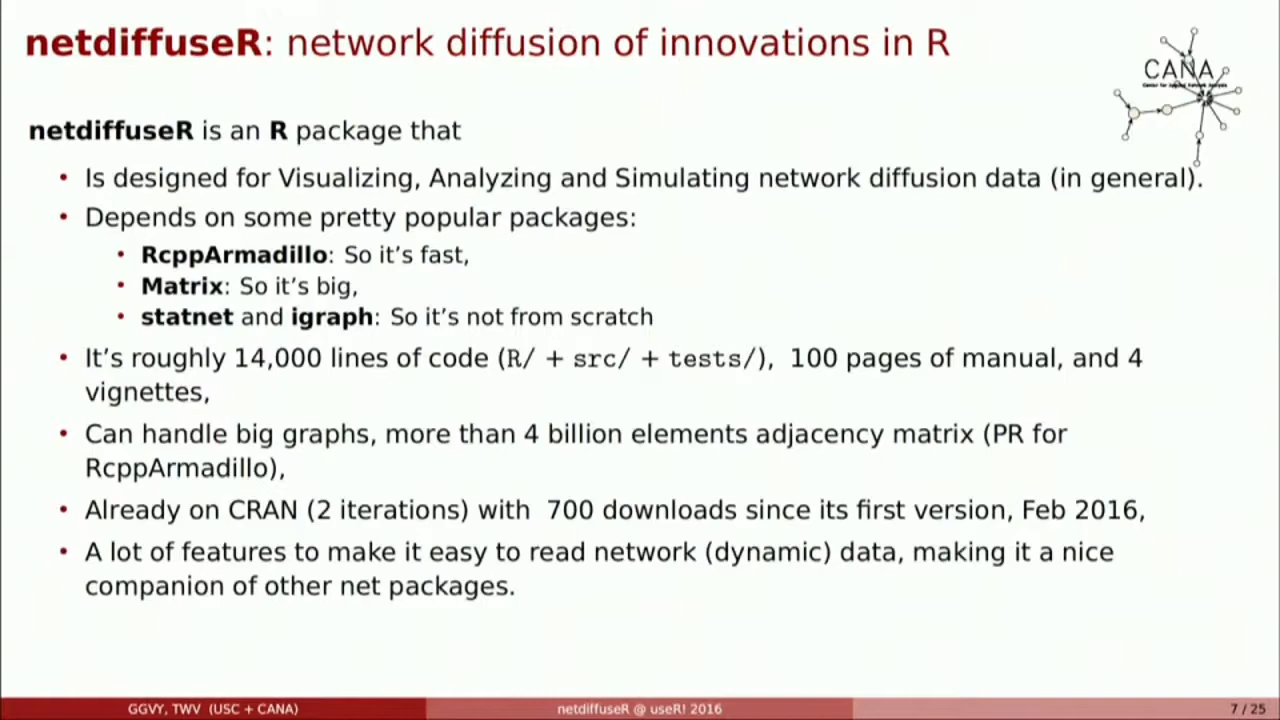 netdiffuseR: network diffusion of innovations in R
CANA
Center for Applied Network Analysis
netdiffuseR is an R package that
• Is designed for Visualizing, Analyzing and Simulating network diffusion data (in general).
• Depends on some pretty popular packages:
• RcppArmadillo: So it's fast,
• Matrix: So it's big,
• statnet and igraph: So it's not from scratch
• It's roughly 14,000 lines of code (R/ + src/ + tests/), 100 pages of manual, and 4
vignettes,
• Can handle big graphs, more than 4 billion elements adjacency matrix (PR for
RcppArmadillo),
• Already on CRAN (2 iterations) with 700 downloads since its first version, Feb 2016,
• A lot of features to make it easy to read network (dynamic) data, making it a nice
companion of other net packages.
GGVY, TWV (USC + CANA)
netdiffuseR @ useR! 2016
7 / 25